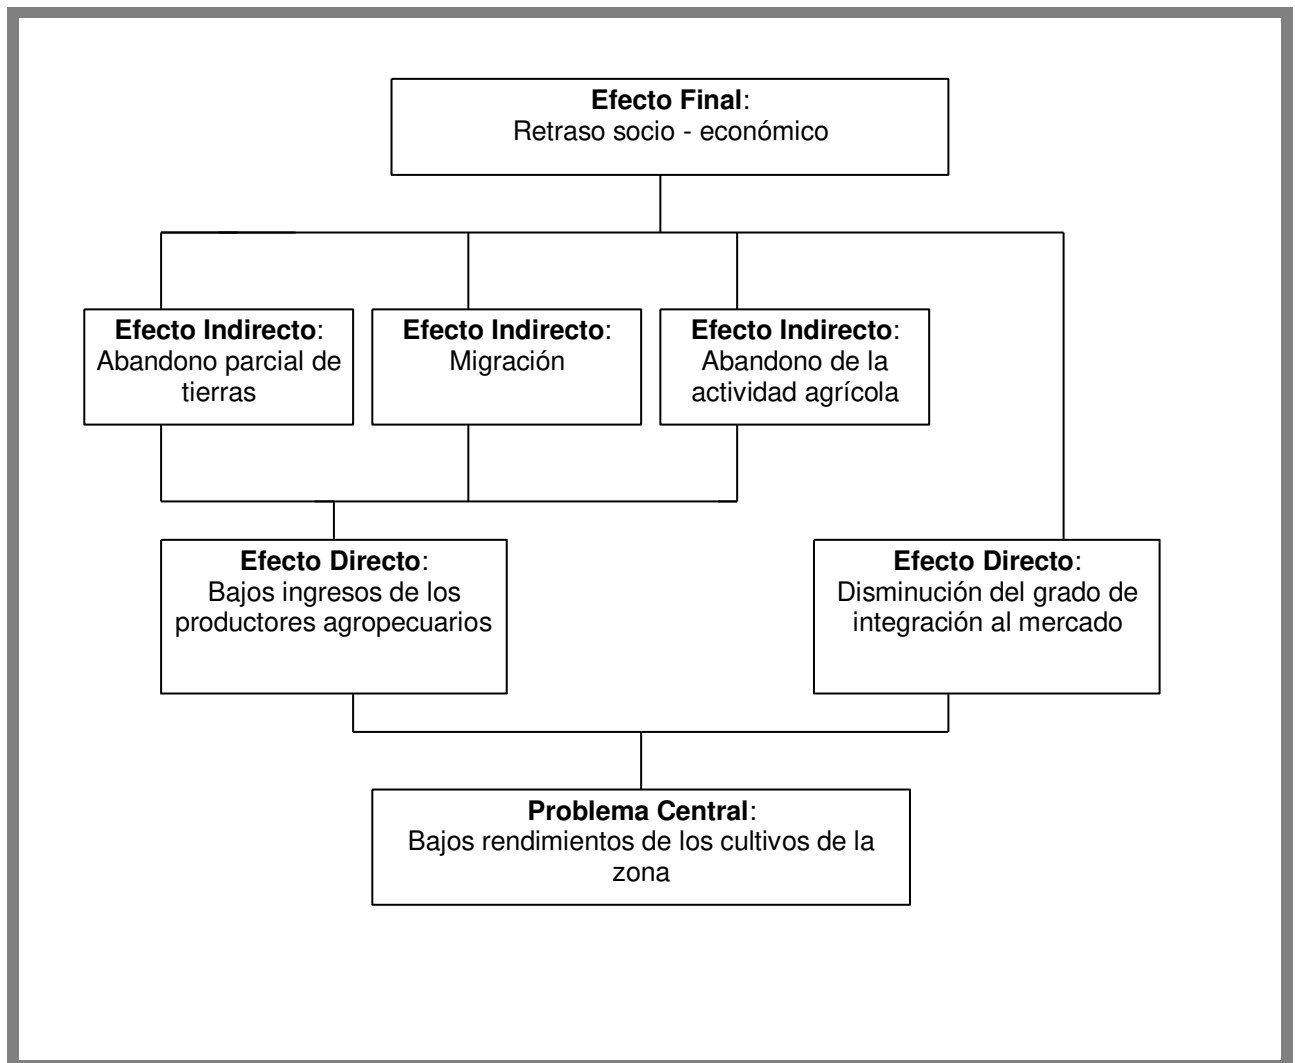 Efecto Final:
Retraso socio - económico
Efecto Indirecto:
Abandono parcial de
tierras
Efecto Indirecto:
Migración
Efecto Indirecto:
Abandono de la
actividad agrícola
Efecto Directo:
Bajos ingresos de los
productores agropecuarios
Efecto Directo:
Disminución del grado de
integración al mercado
Problema Central:
Bajos rendimientos de los cultivos de la
zona